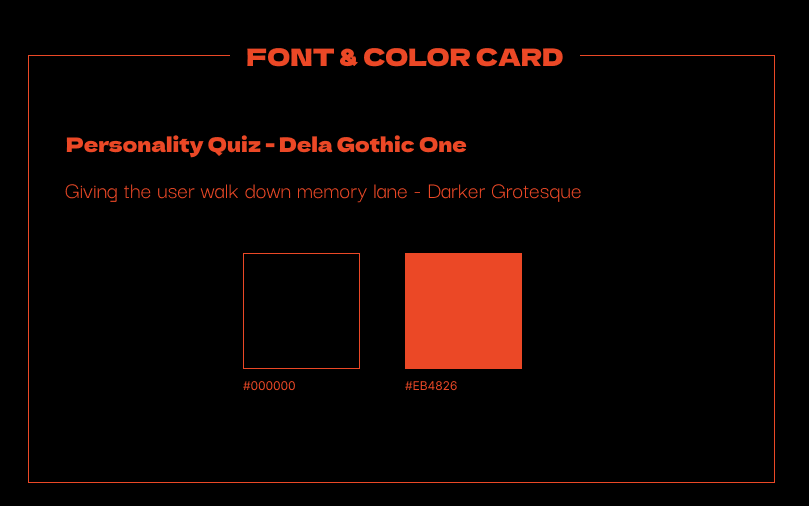 FONT & COLOR CARD
Personality Quiz - Dela Gothic One
Giving the user walk down memory lane - Darker Grotesque
#000000
#EB4826